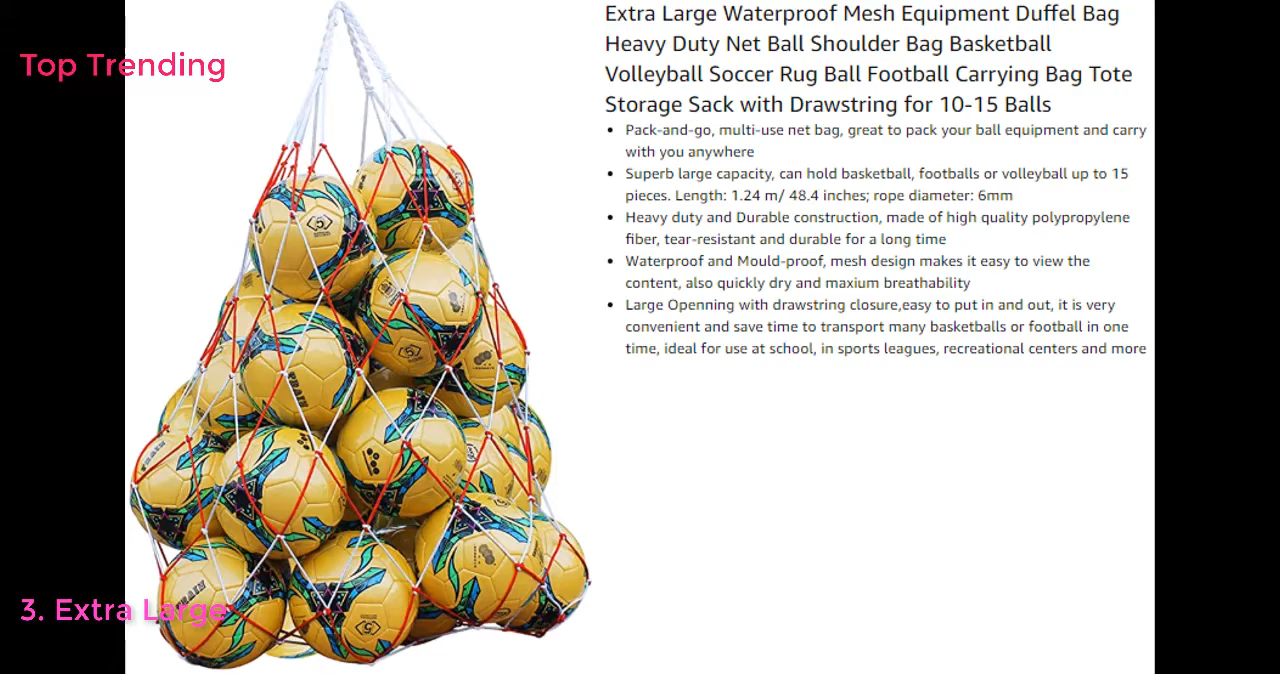 Top Trending
Extra Large Waterproof Mesh Equipment Duffel Bag
Heavy Duty Net Ball Shoulder Bag Basketball
Volleyball Soccer Rug Ball Football Carrying Bag Tote
Storage Sack with Drawstring for 10-15 Balls
Pack-and-go, multi-use net bag, great to pack your ball equipment and carry
with you anywhere
Superb large capacity, can hold basketball, footballs or volleyball up to 15
pieces. Length: 1.24 m/ 48.4 inches; rope diameter: 6mm
Heavy duty and Durable construction, made of high quality polypropylene
fiber, tear-resistant and durable for a long time
Waterproof and Mould-proof, mesh design makes it easy to view the
content, also quickly dry and maxium breathability
Large Openning with drawstring closure,easy to put in and out, it is very
convenient and save time to transport many basketballs or football in one
time, ideal for use at school, in sports leagues, recreational centers and more
5
5
5
3. Extra Large